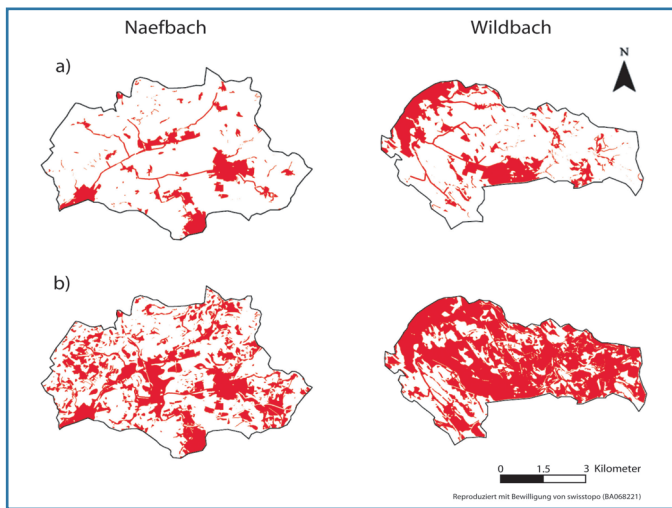 Naefbach
Wildbach
a)
N
b)
0 1.5 3 Kilometer
Reproduziert mit Bewilligung von swisstopo (BA068221)